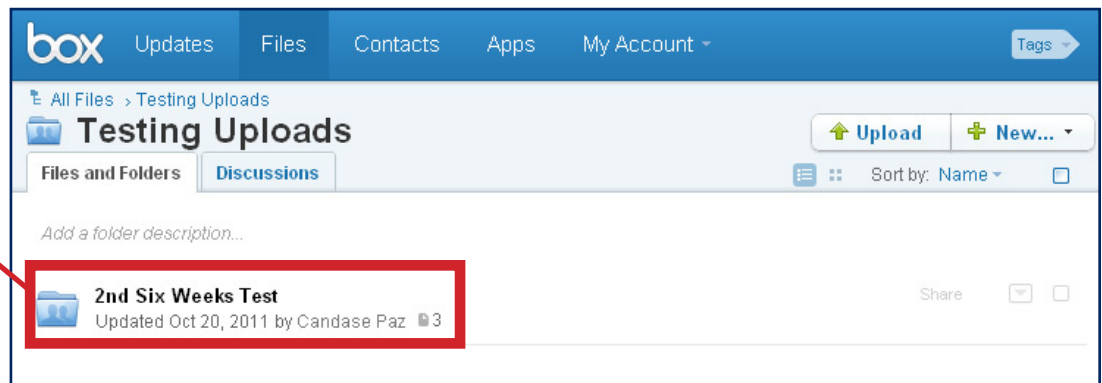 box Updates Files Contacts Apps My Account Tags
All Files › Testing Uploads
Testing Uploads
Upload New...
Files and Folders Discussions Sort by: Name
Add a folder description...
2nd Six Weeks Test Share
Updated Oct 20, 2011 by Candase Paz 3